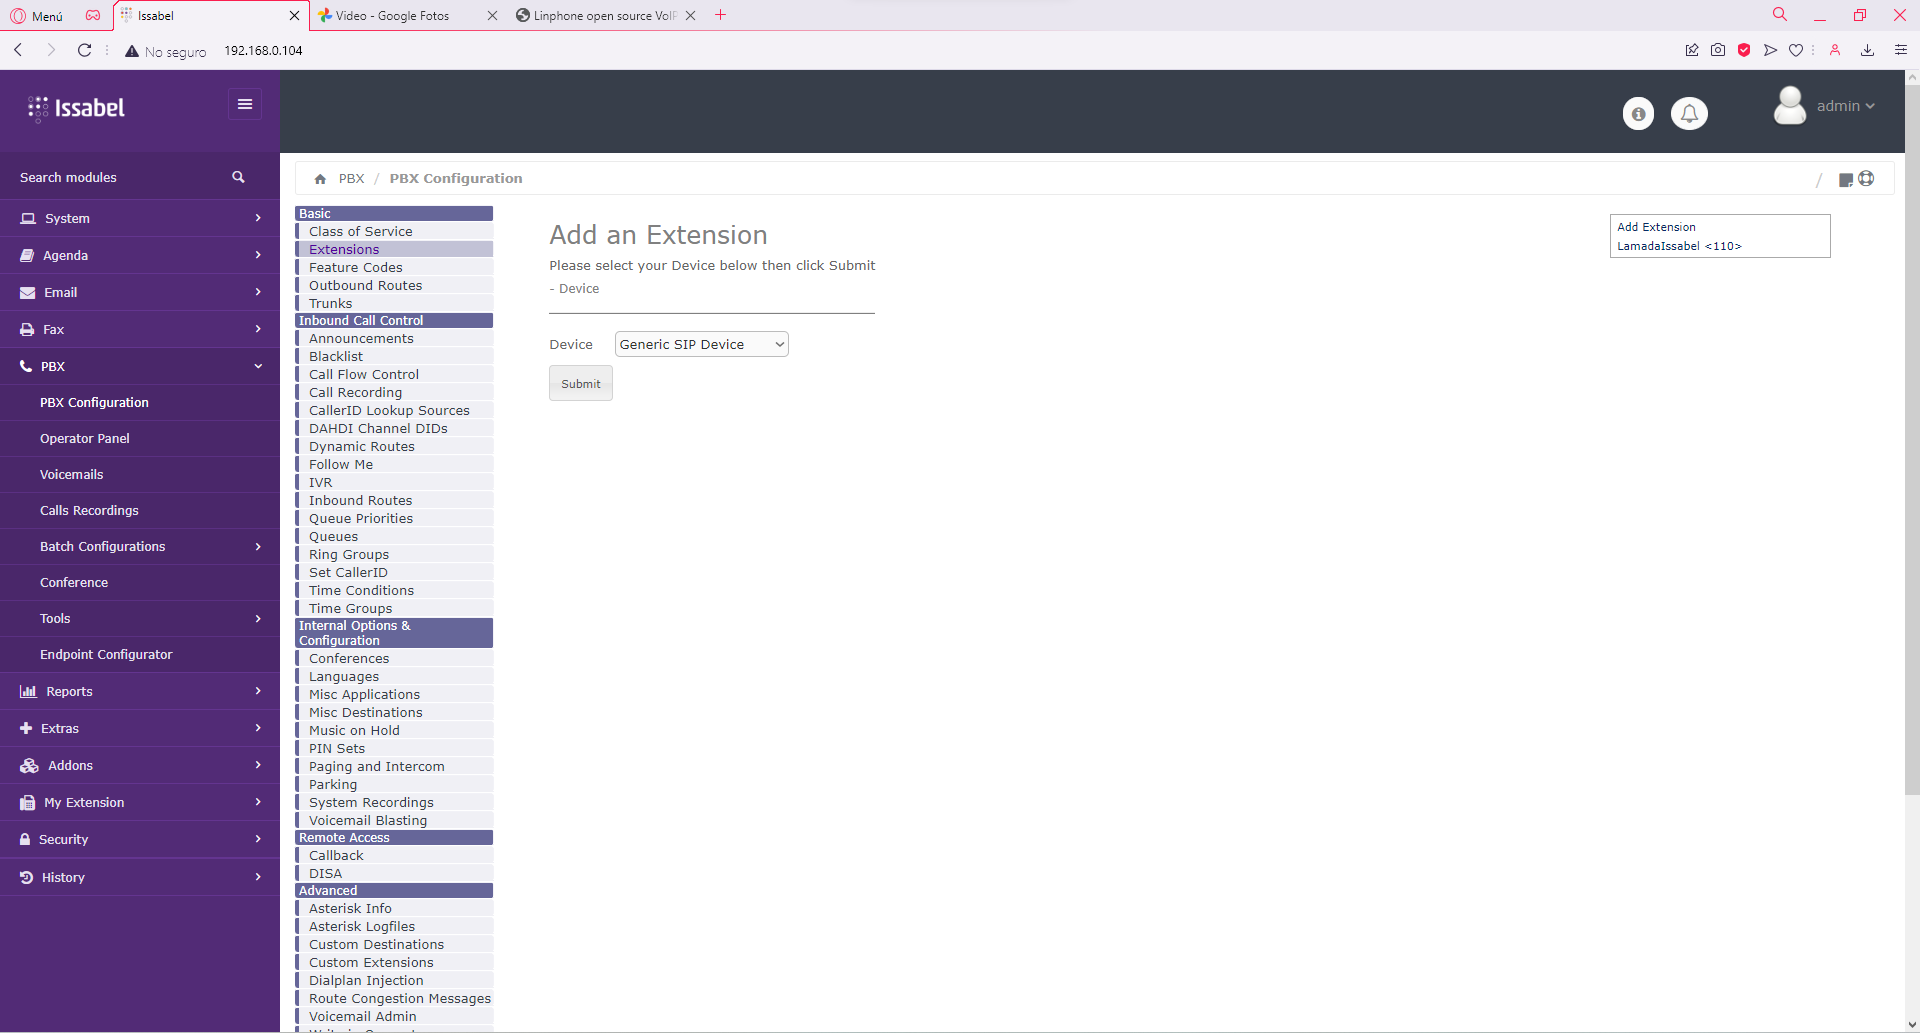 Menú
Issabel
Video - Google Fotos
Linphone open source VoIP
No seguro
192.168.0.104
Issabel
admin
Search modules
System
Agenda
Email
Fax
PBX
PBX Configuration
Operator Panel
Voicemails
Calls Recordings
Batch Configurations
Conference
Tools
Endpoint Configurator
Reports
Extras
Addons
My Extension
Security
History
PBX / PBX Configuration /
Basic
Class of Service
Extensions
Feature Codes
Outbound Routes
Trunks
Inbound Call Control
Announcements
Blacklist
Call Flow Control
Call Recording
CallerID Lookup Sources
DAHDI Channel DIDs
Dynamic Routes
Follow Me
IVR
Inbound Routes
Queue Priorities
Queues
Ring Groups
Set CallerID
Time Conditions
Time Groups
Internal Options &
Configuration
Conferences
Languages
Misc Applications
Misc Destinations
Music on Hold
PIN Sets
Paging and Intercom
Parking
System Recordings
Voicemail Blasting
Remote Access
Callback
DISA
Advanced
Asterisk Info
Asterisk Logfiles
Custom Destinations
Custom Extensions
Dialplan Injection
Route Congestion Messages
Voicemail Admin
Add an Extension
Please select your Device below then click Submit
- Device
Device Generic SIP Device
Submit
Add Extension
LamadaIssabel <110>